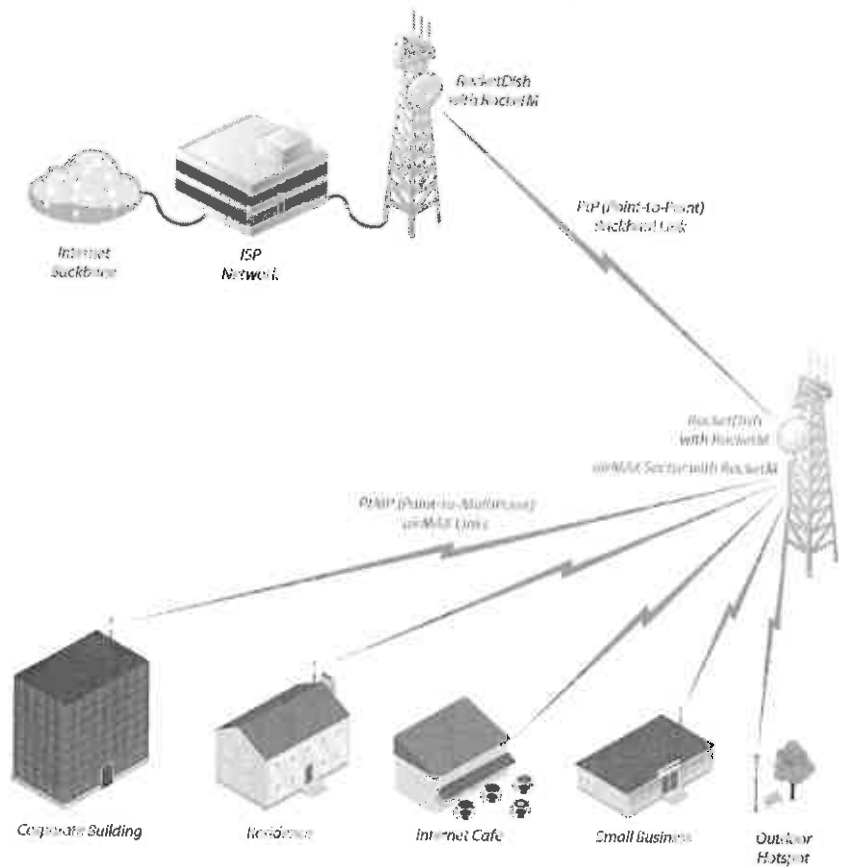 RocketDish
with RocketM
PtP (Point-to-Point)
Backhaul Link
Internet
Backbone
ISP
Network
RocketDish
with RocketM
airMAX Sector with RocketM
PtMP (Point-to-MultiPoint)
airMAX Links
Corporate Building
Residence
Internet Cafe
Small Business
Outdoor
Hotspot